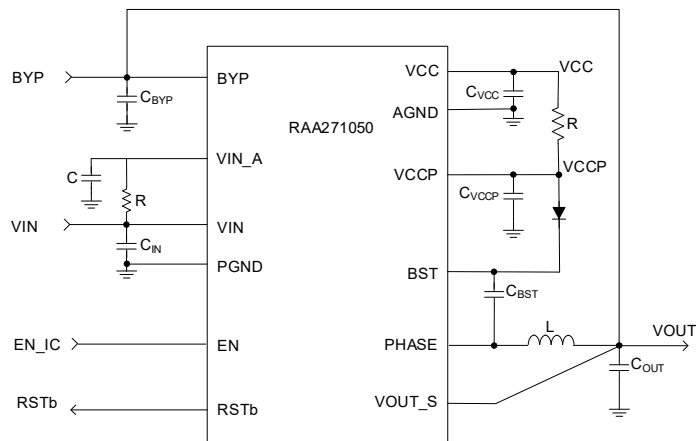 BYP
BYP
C_BYP
RAA271050
VCC
VCC
C_VCC
AGND
R
VIN_A
C
R
VCCP
VCCP
C_VCCP
VIN
VIN
C_IN
PGND
BST
C_BST
EN_IC
EN
PHASE
L
VOUT
C_OUT
RSTb
RSTb
VOUT_S